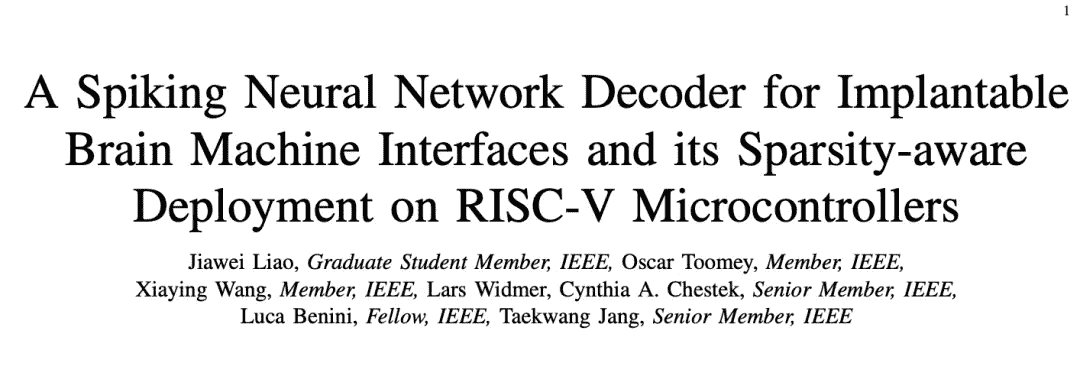 1
A Spiking Neural Network Decoder for Implantable
Brain Machine Interfaces and its Sparsity-aware
Deployment on RISC-V Microcontrollers
Jiawei Liao, Graduate Student Member, IEEE, Oscar Toomey, Member, IEEE,
Xiaying Wang, Member, IEEE, Lars Widmer, Cynthia A. Chestek, Senior Member, IEEE,
Luca Benini, Fellow, IEEE, Taekwang Jang, Senior Member, IEEE